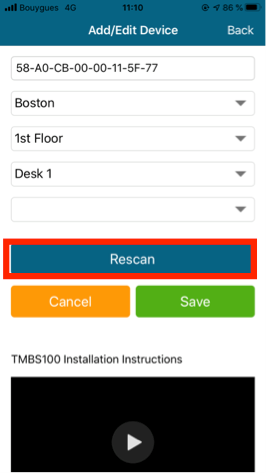 Bouygues 4G 11:10 86 %
Add/Edit Device Back
58-A0-CB-00-00-11-5F-77
Boston
1st Floor
Desk 1
Rescan
Cancel Save
TMBS100 Installation Instructions